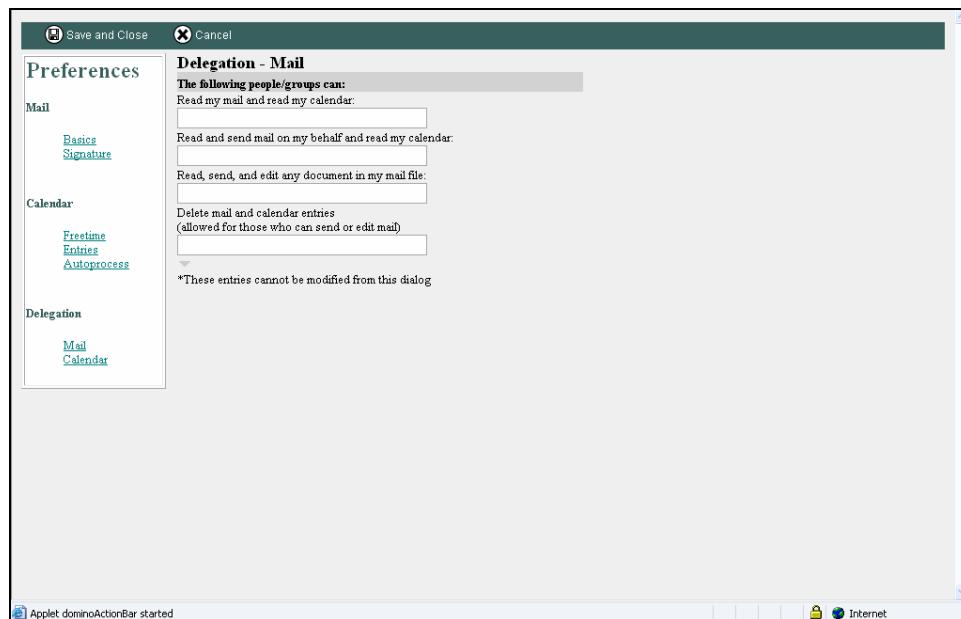 Save and Close Cancel
Preferences
Mail
Basics
Signature
Calendar
Freetime
Entries
Autoprocess
Delegation
Mail
Calendar
Delegation - Mail
The following people/groups can:
Read my mail and read my calendar:
Read and send mail on my behalf and read my calendar:
Read, send, and edit any document in my mail file:
Delete mail and calendar entries
(allowed for those who can send or edit mail)
*These entries cannot be modified from this dialog
Applet dominoActionBar started Internet